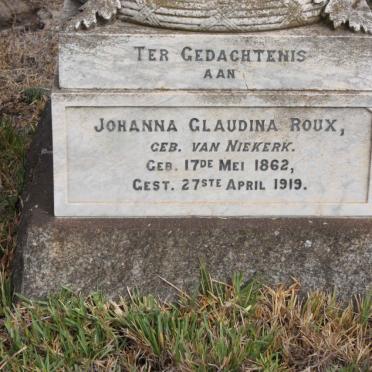 TER GEDACHTENIS
AAN
JOHANNA GLAUDINA ROUX,
GEB. VAN NIEKERK.
GEB. 17DE MEI 1862,
GEST. 27STE APRIL 1919.